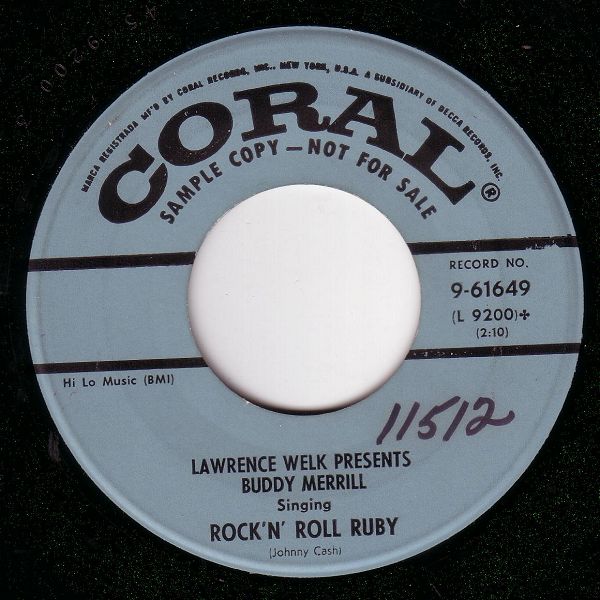 MARCA REGISTRADA MF'D BY CORAL RECORDS, INC., NEW YORK, U.S.A. A SUBSIDIARY OF DECCA RECORDS, INC.
CORAL®
SAMPLE COPY—NOT FOR SALE
RECORD NO.
9-61649
(L 9200)✢
(2:10)
Hi Lo Music (BMI)
11512
LAWRENCE WELK PRESENTS
BUDDY MERRILL
Singing
ROCK'N' ROLL RUBY
(Johnny Cash)